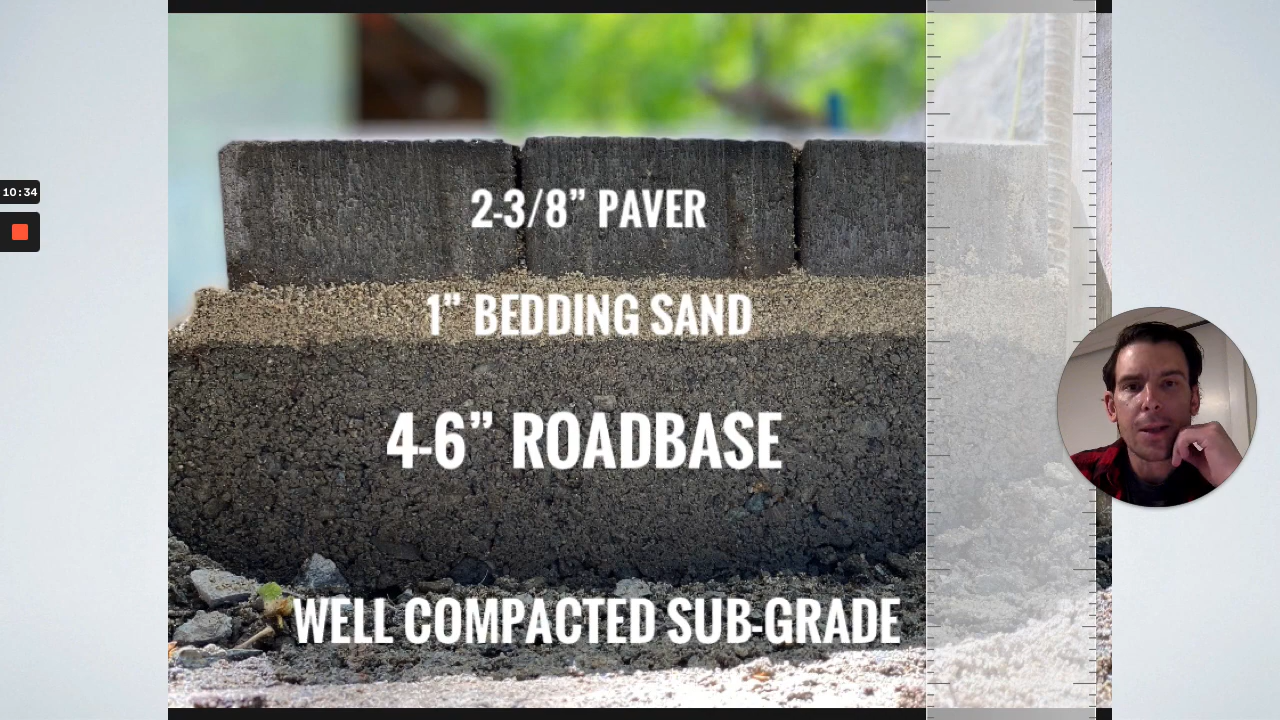 10:34
2-3/8” PAVER
1” BEDDING SAND
4-6” ROADBASE
WELL COMPACTED SUB-GRADE